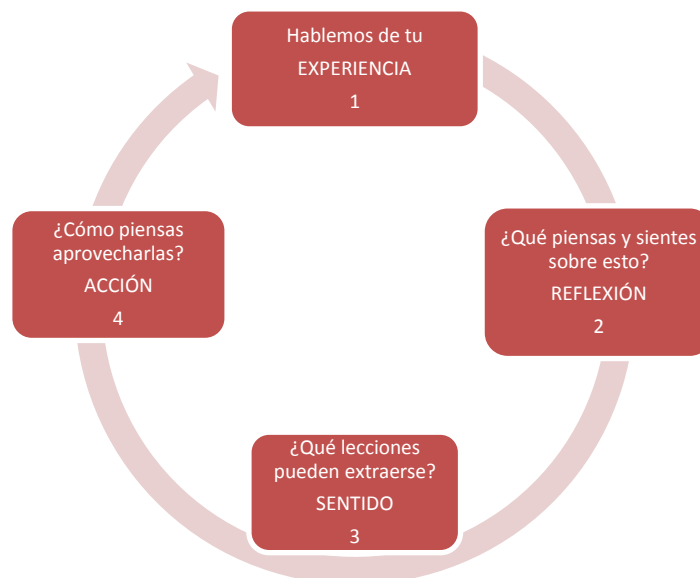 Hablemos de tu
EXPERIENCIA
1
¿Qué piensas y sientes
sobre esto?
REFLEXIÓN
2
¿Qué lecciones
pueden extraerse?
SENTIDO
3
¿Cómo piensas
aprovecharlas?
ACCIÓN
4